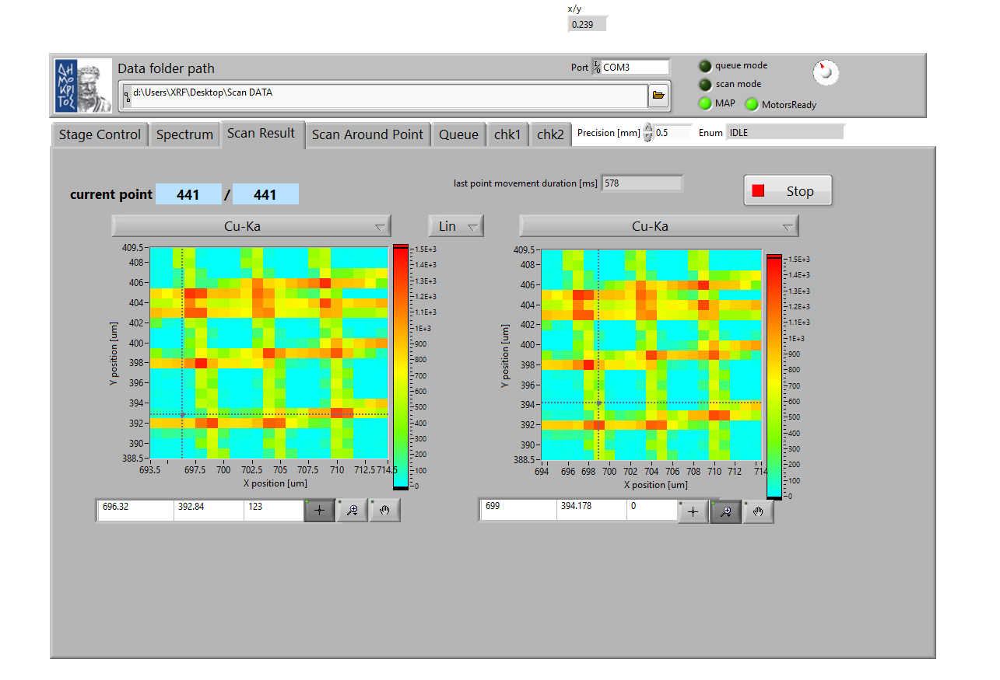 x/y
0.239
ΔΗ
ΜΟ
ΚΡΙ
ΤΟΣ
Data folder path
Port COM3
d:\Users\XRF\Desktop\Scan DATA
queue mode
scan mode
MAP MotorsReady
Stage Control Spectrum Scan Result Scan Around Point Queue chk1 chk2 Precision [mm] 0.5 Enum IDLE
current point 441 / 441
last point movement duration [ms] 578
Stop
Cu-Ka Lin Cu-Ka
Y position [um]
409.5
408
406
404
402
400
398
396
394
392
390
388.5
693.5 697.5 700 702.5 705 707.5 710 712.5 714.5
X position [um]
1.5E+3
1.4E+3
1.3E+3
1.2E+3
1.1E+3
1E+3
900
800
700
600
500
400
300
200
100
0
Y position [um]
409.5
408
406
404
402
400
398
396
394
392
390
388.5
694 696 698 700 702 704 706 708 710 712 714
X position [um]
1.5E+3
1.4E+3
1.3E+3
1.2E+3
1.1E+3
1E+3
900
800
700
600
500
400
300
200
100
0
696.32 392.84 123
699 394.178 0